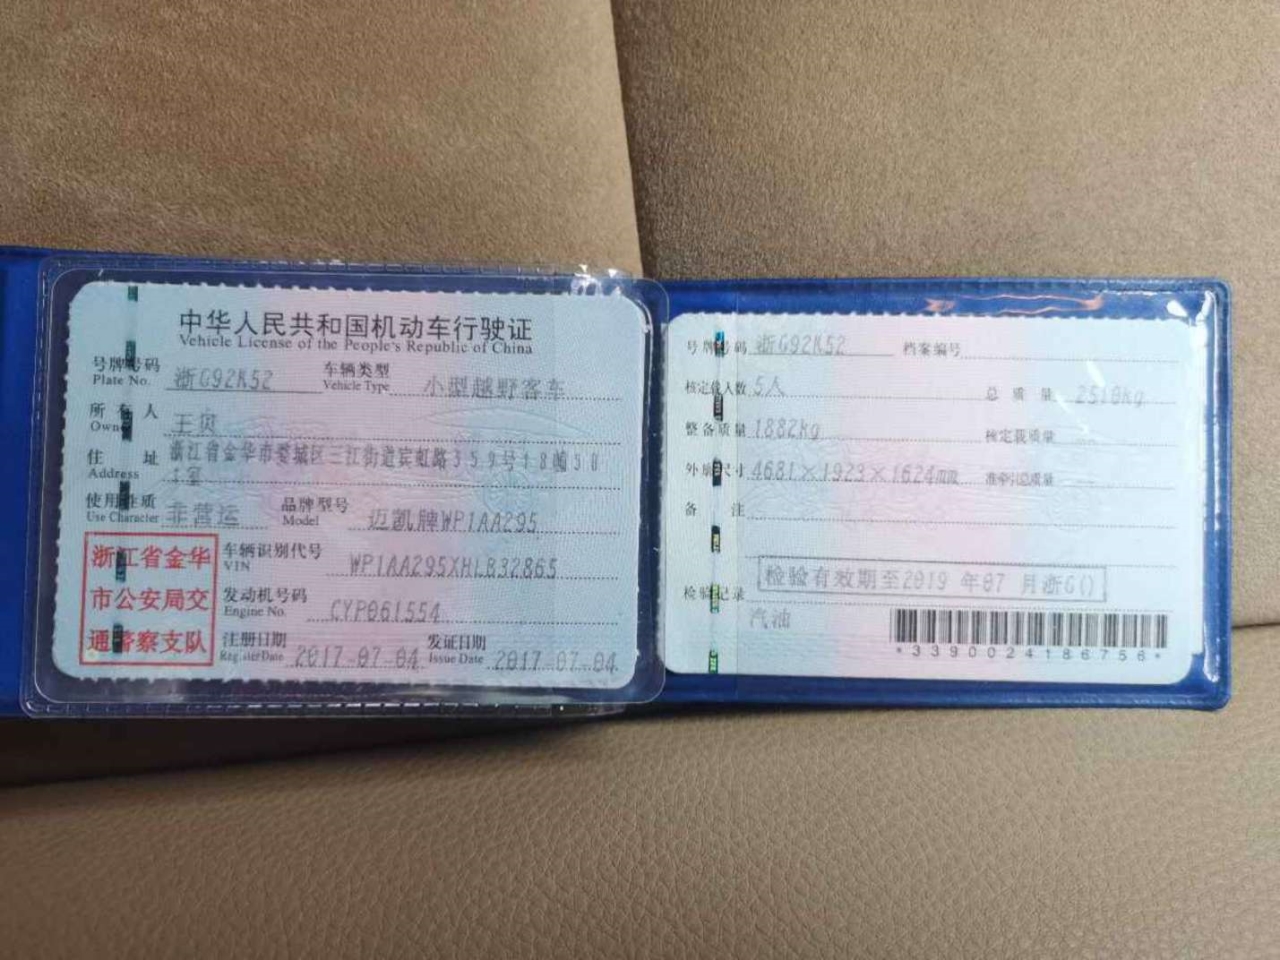 中华人民共和国机动车行驶证
Vehicle License of the People's Republic of China
号牌号码 浙G92K52 车辆类型 小型越野客车
Plate No. Vehicle Type
所有人 王贝
Owner
住址 浙江省金华市婺城区三江街道宾虹路359号18幢
Address
使用性质 非营运 品牌型号 迈凯牌WP1AA295
Use Character Model
浙江省金华
市公安局交
通警察支队
车辆识别代号 WP1AA295XHLB32865
VIN
发动机号码 CYP061554
Engine No.
注册日期 2017-07-04 发证日期 2017-07-04
Register Date Issue Date
号牌号码 浙G92K52 档案编号
核定载人数 5人 总质量 2510kg
整备质量 1882kg 核定载质量
外廓尺寸 4681×1923×1624mm 准牵引总质量
备注
检验记录 检验有效期至2019年07月浙G()
汽油
*3390024186756*